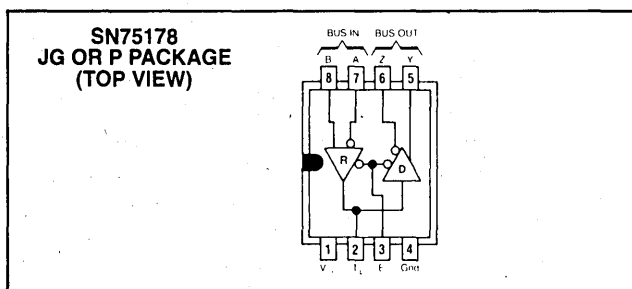 SN75178
JG OR P PACKAGE
(TOP VIEW)
BUS IN BUS OUT
B A Z Y
8 7 6 5
R D
1 2 3 4
Gnd